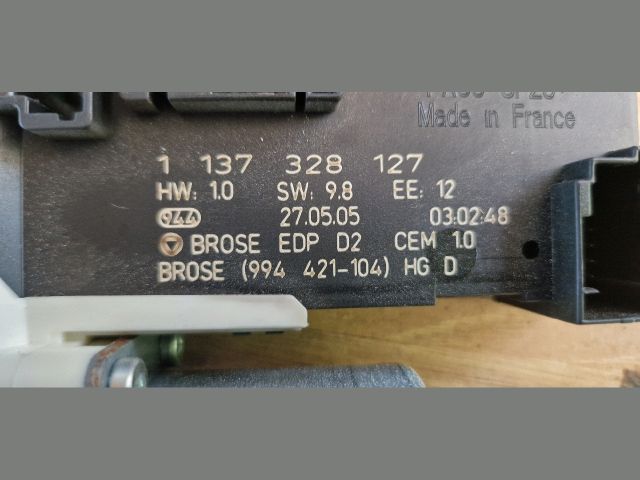 Made in France
1 137 328 127
HW: 1.0 SW: 9.8 EE: 12
944 27.05.05 03:02:48
BROSE EDP D2 CEM 1.0
BROSE (994 421-104) HG D